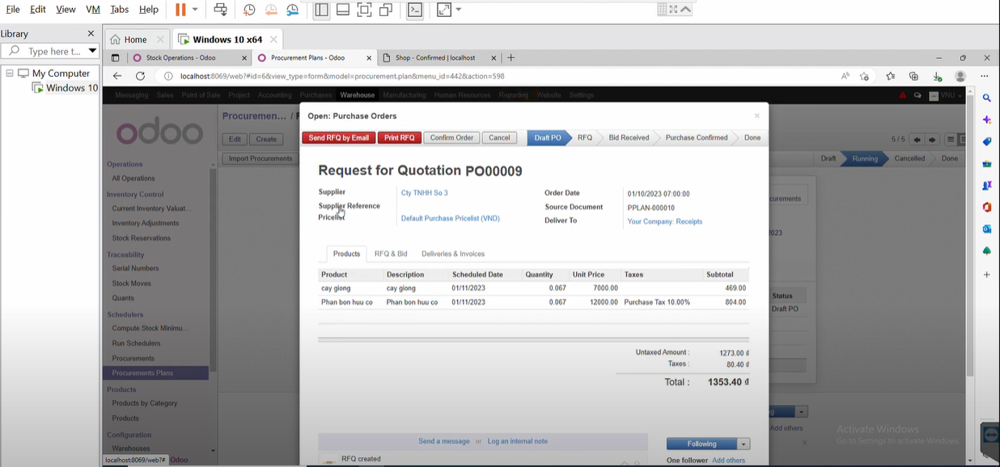 File Edit View VM Tabs Help
Library
Type here t...
My Computer
Windows 10
Home
Windows 10 x64
Stock Operations - Odoo
Procurement Plans - Odoo
Shop - Confirmed | localhost
localhost:8069/web?#id=6&view_type=form&model=procurement.plan&menu_id=442&action=598
Messaging Sales Point of Sale Project Accounting Purchases Warehouse Manufacturing Human Resources Reporting Website Settings
VNU
odoo
Procuremen... /
Edit Create
5 / 5
Import Procurements
Draft Running Cancelled Done
Operations
All Operations
Inventory Control
Current Inventory Valuat...
Inventory Adjustments
Stock Reservations
Traceability
Serial Numbers
Stock Moves
Quants
Schedulers
Compute Stock Minimu...
Run Schedulers
Procurements
Procurements Plans
Products
Products by Category
Products
Configuration
Warehouses
localhost:8069/web?# Odoo
Open: Purchase Orders
Send RFQ by Email Print RFQ Confirm Order Cancel Draft PO RFQ Bid Received Purchase Confirmed Done
Request for Quotation PO00009
Supplier Cty TNHH So 3
Supplier Reference
Pricelist Default Purchase Pricelist (VND)
Order Date 01/10/2023 07:00:00
Source Document PPLAN-000010
Deliver To Your Company: Receipts
Products RFQ & Bid Deliveries & Invoices
Product Description Scheduled Date Quantity Unit Price Taxes Subtotal
cay giong cay giong 01/11/2023 0.067 7000.00 469.00
Phan bon huu co Phan bon huu co 01/11/2023 0.067 12000.00 Purchase Tax 10.00% 804.00
Untaxed Amount : 1273.00 đ
Taxes : 80.40 đ
Total : 1353.40 đ
Send a message or Log an internal note
Following
RFQ created
One follower Add others
curements
2023
Status
Draft PO
Add others
Activate Windows
Go to Settings to activate Windows.